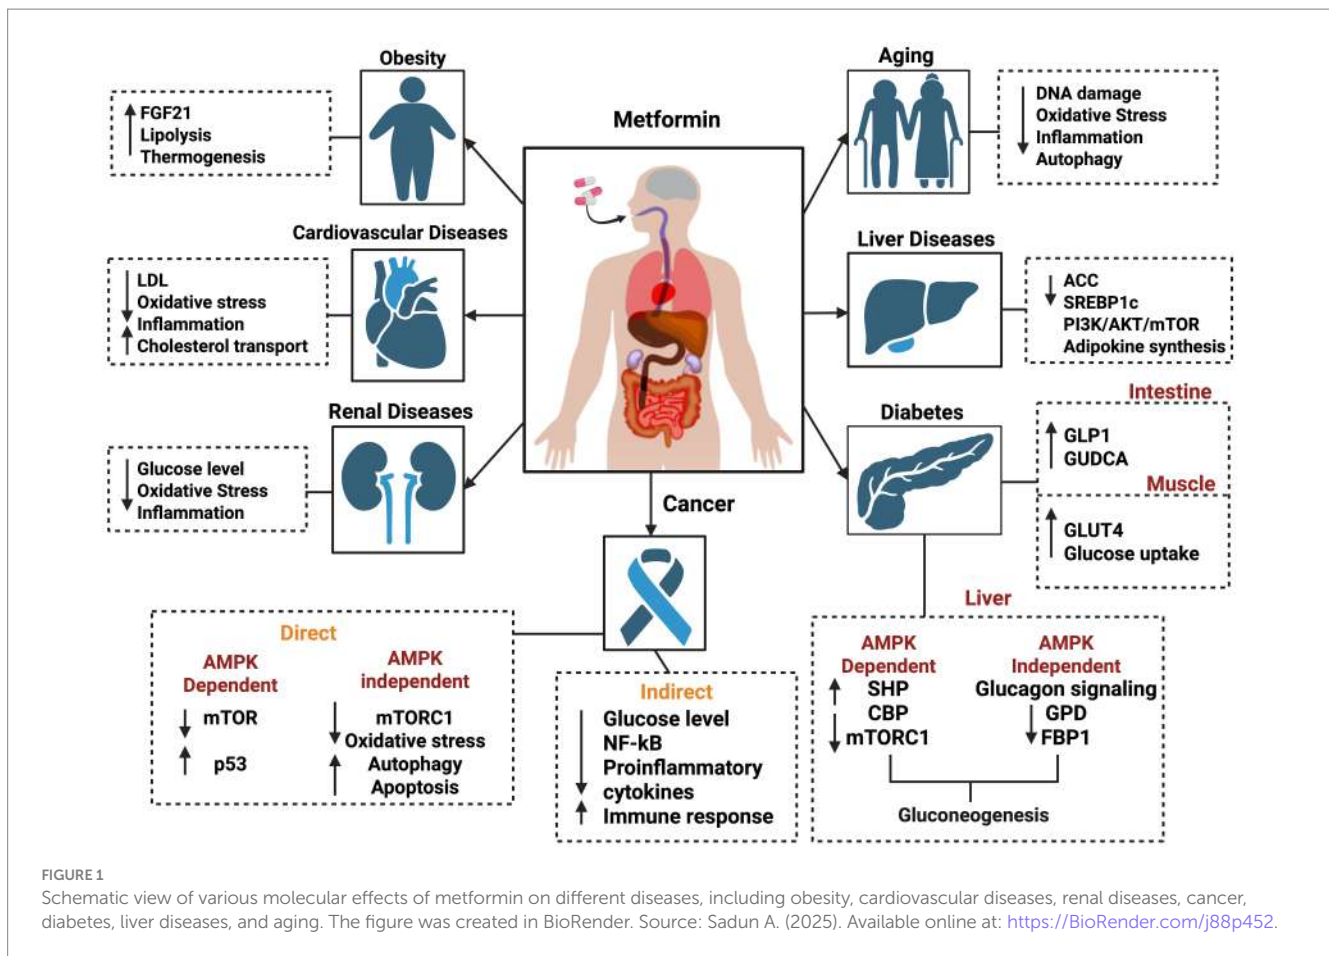 Metformin
Obesity
FGF21
Lipolysis
Thermogenesis
Cardiovascular Diseases
LDL
Oxidative stress
Inflammation
Cholesterol transport
Renal Diseases
Glucose level
Oxidative Stress
Inflammation
Aging
DNA damage
Oxidative Stress
Inflammation
Autophagy
Liver Diseases
ACC
SREBP1c
PI3K/AKT/mTOR
Adipokine synthesis
Diabetes
Intestine
GLP1
GUDCA
Muscle
GLUT4
Glucose uptake
Liver
AMPK
Dependent
SHP
CBP
mTORC1
AMPK
Independent
Glucagon signaling
GPD
FBP1
Gluconeogenesis
Cancer
Direct
AMPK
Dependent
mTOR
p53
AMPK
independent
mTORC1
Oxidative stress
Autophagy
Apoptosis
Indirect
Glucose level
NF-kB
Proinflammatory
cytokines
Immune response
FIGURE 1
Schematic view of various molecular effects of metformin on different diseases, including obesity, cardiovascular diseases, renal diseases, cancer,
diabetes, liver diseases, and aging. The figure was created in BioRender. Source: Sadun A. (2025). Available online at: https://BioRender.com/j88p452.